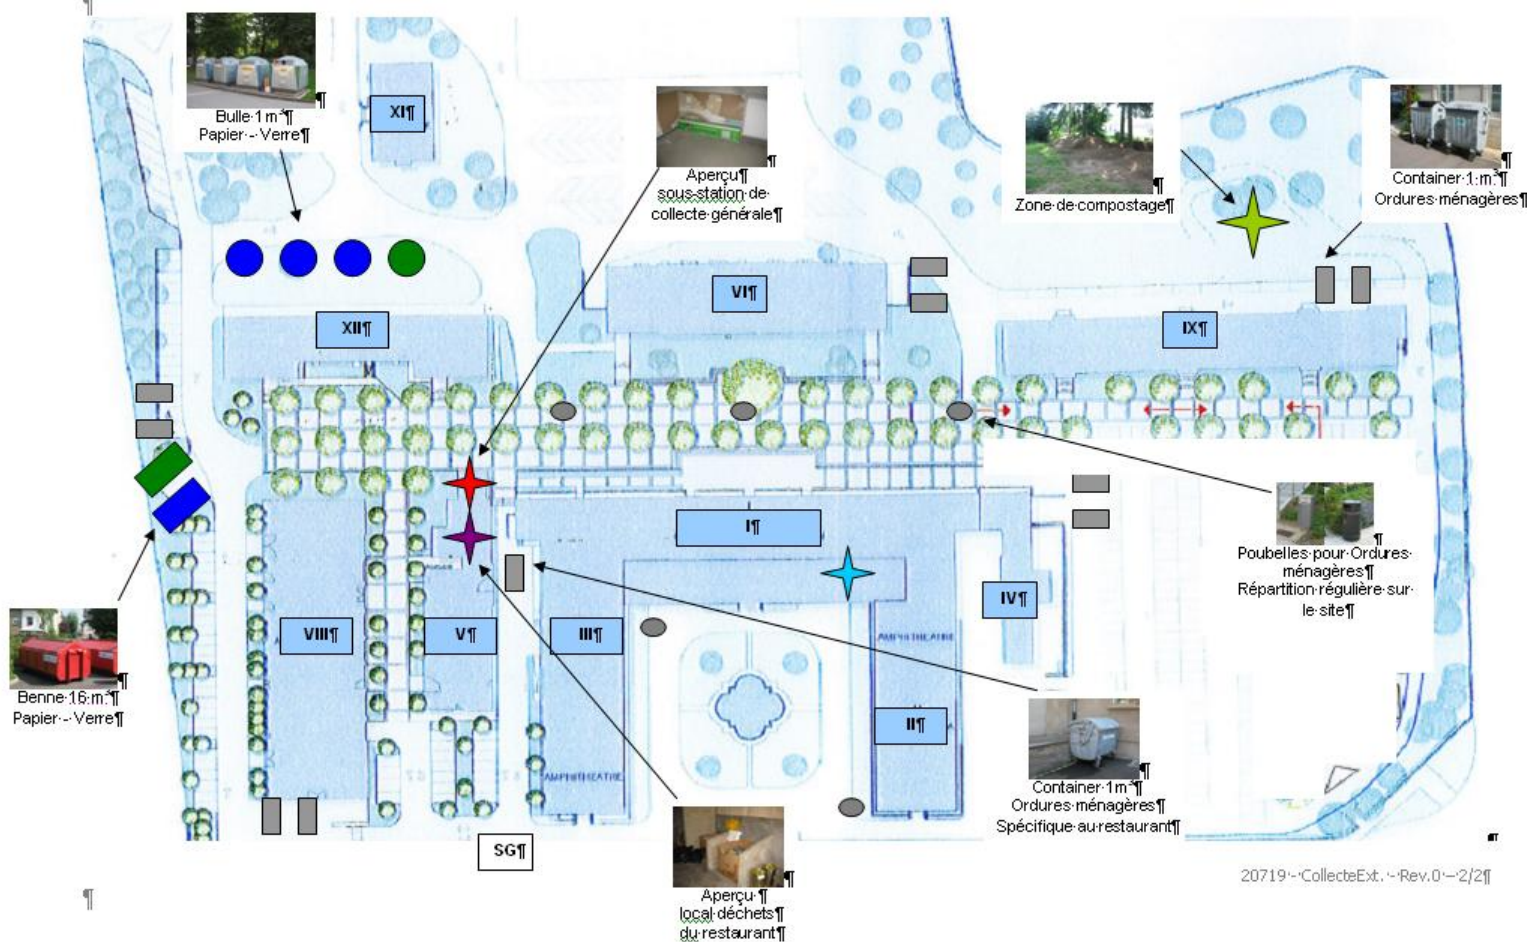 Bulle·1·m³¶
Papier·-·Verre¶
XI¶
Aperçu¶
sous-station·de·
collecte·générale¶
Zone·de·compostage¶
Container·1·m³¶
Ordures·ménagères¶
VI¶
XII¶
IX¶
I¶
IV¶
Poubelles·pour·Ordures·
ménagères¶
Répartition·régulière·sur·
le·site¶
VIII¶
V¶
III¶
AMPHITHEATRE
Benne·16·m³¶
Papier·-·Verre¶
II¶
AMPHITHEATRE
Container·1m³¶
Ordures·ménagères¶
Spécifique·au·restaurant¶
SG¶
Aperçu·¶
local·déchets¶
du·restaurant¶
20719·-·CollecteExt.·-·Rev.0·–·2/2¶